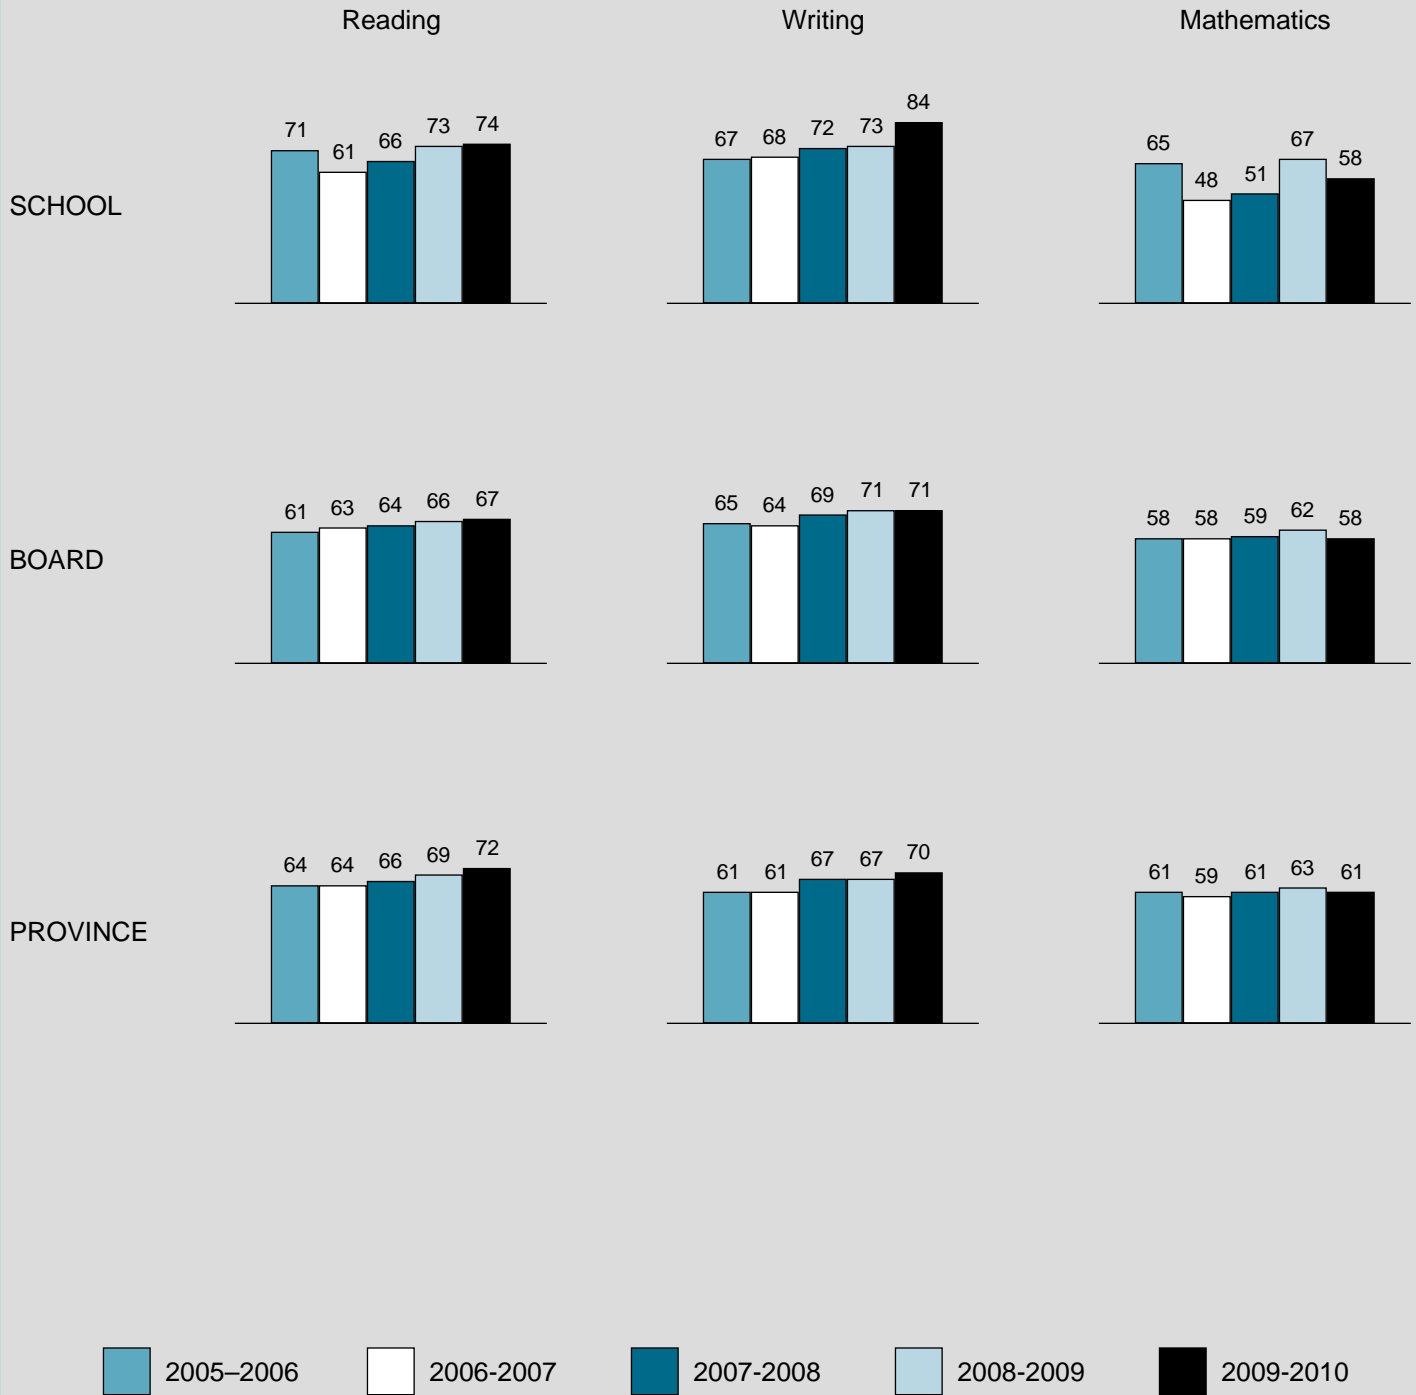 Reading Writing Mathematics
SCHOOL
71 61 66 73 74
67 68 72 73 84
65 48 51 67 58
BOARD
61 63 64 66 67
65 64 69 71 71
58 58 59 62 58
PROVINCE
64 64 66 69 72
61 61 67 67 70
61 59 61 63 61
2005–2006 2006-2007 2007-2008 2008-2009 2009-2010